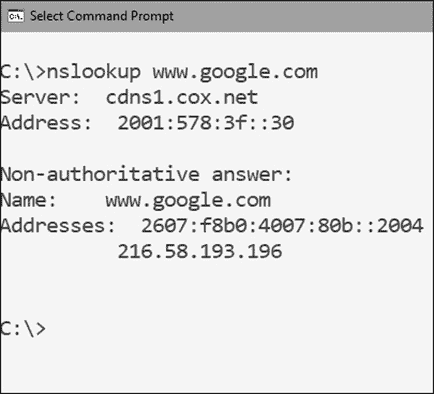 Select Command Prompt
C:\>nslookup www.google.com
Server:  cdns1.cox.net
Address:  2001:578:3f::30
Non-authoritative answer:
Name:    www.google.com
Addresses:  2607:f8b0:4007:80b::2004
216.58.193.196
C:\>